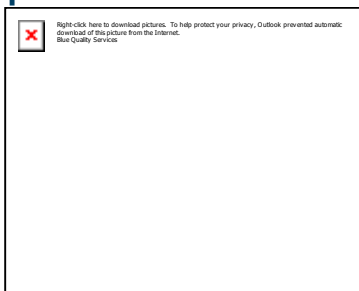 Right-click here to download pictures. To help protect your privacy, Outlook prevented automatic
download of this picture from the Internet.
Blue Quality Services